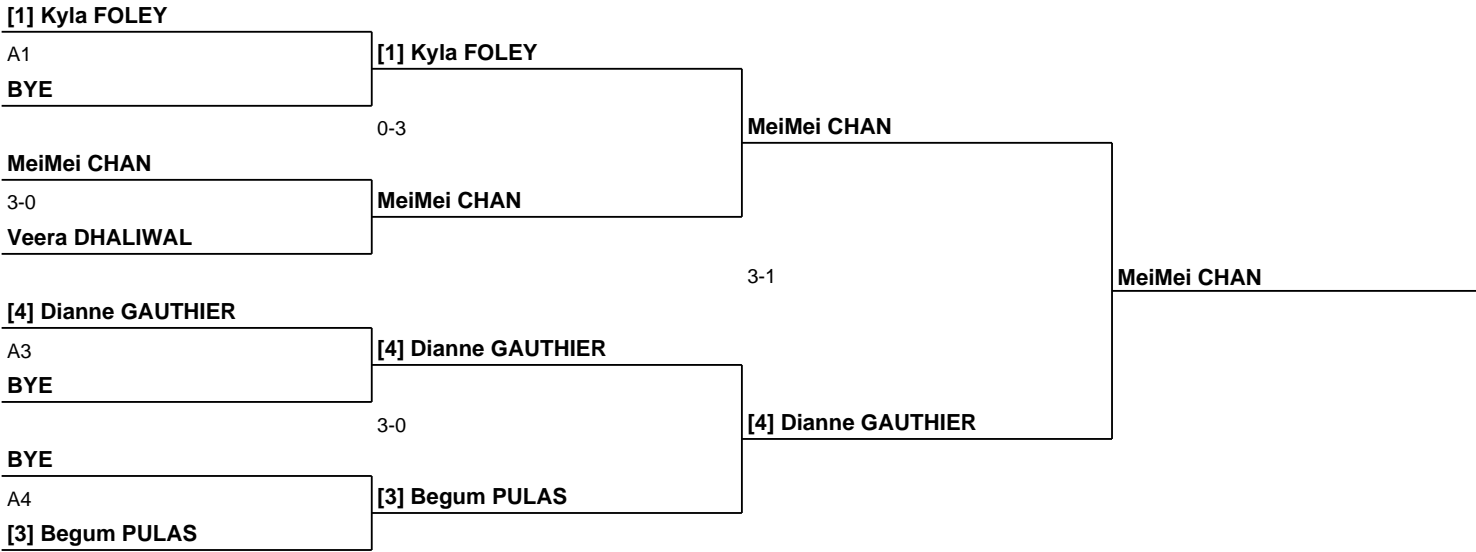 [1] Kyla FOLEY
A1
[1] Kyla FOLEY
BYE
0-3
MeiMei CHAN
MeiMei CHAN
3-0
MeiMei CHAN
Veera DHALIWAL
3-1
MeiMei CHAN
[4] Dianne GAUTHIER
A3
[4] Dianne GAUTHIER
BYE
3-0
[4] Dianne GAUTHIER
BYE
A4
[3] Begum PULAS
[3] Begum PULAS